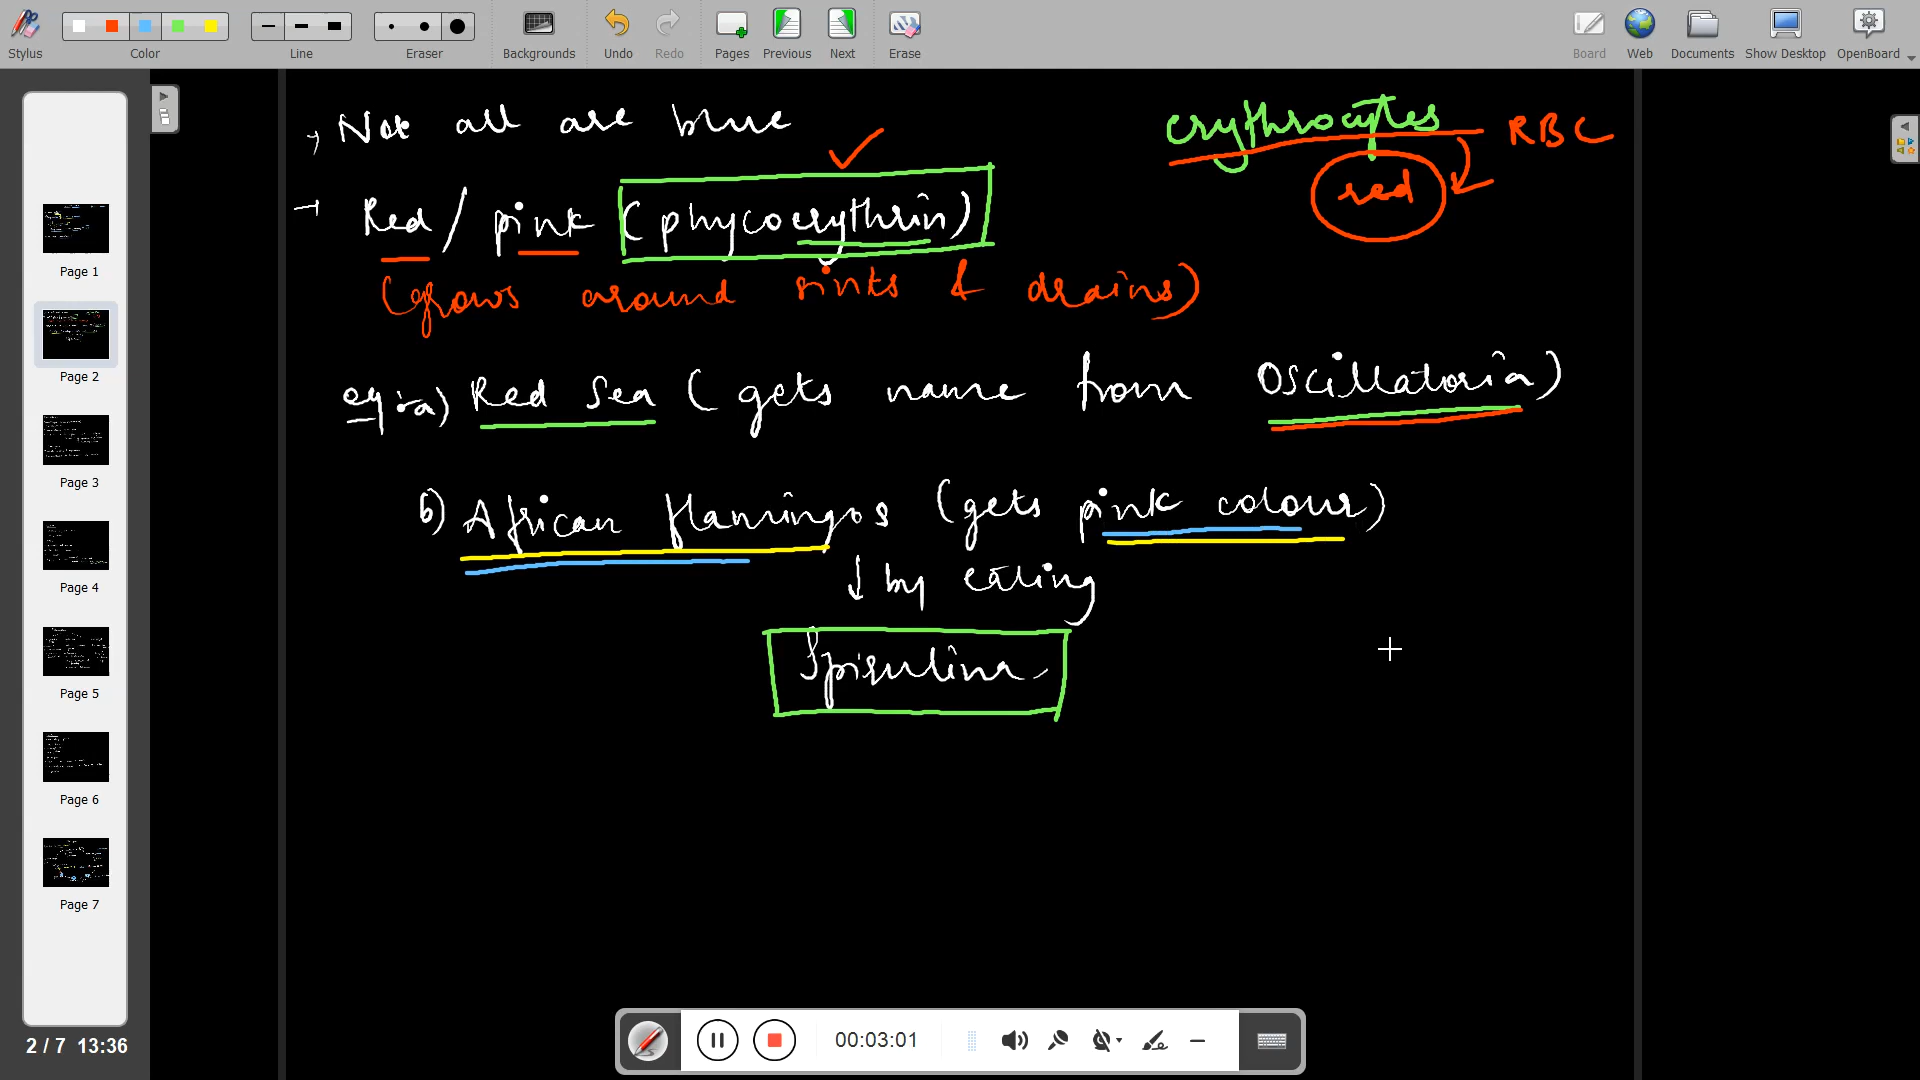 Stylus Color Line Eraser Backgrounds Undo Redo Pages Previous Next Erase Board Web Documents Show Desktop OpenBoard
→ Not all are blue
erythrocytes RBC
red
→ Red / pink (phycoerythrin)
(grows around sinks & drains)
eg :- a) Red Sea ( gets name from Oscillatoria)
b) African flamingos (gets pink colour)
↓ by eating
Spirulina
Page 1
Page 2
Page 3
Page 4
Page 5
Page 6
Page 7
2 / 7 13:36
00:03:01